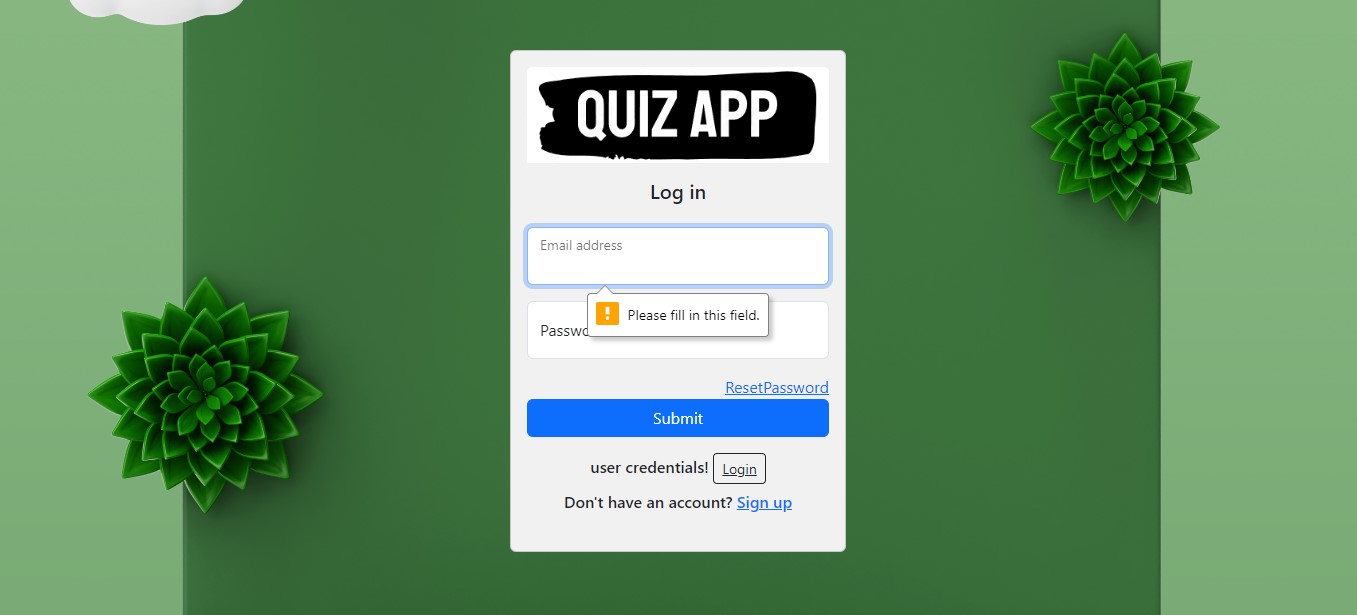 QUIZ APP
Log in
Email address
Please fill in this field.
ResetPassword
Submit
user credentials! Login
Don't have an account? Sign up